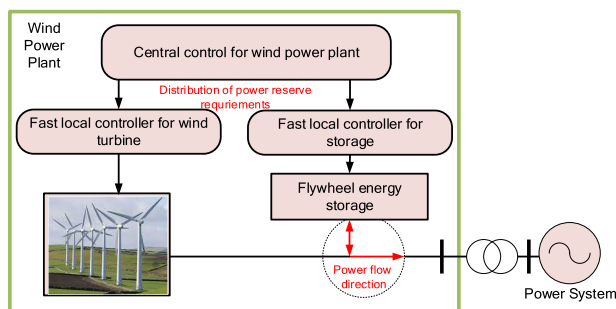 Wind
Power
Plant
Central control for wind power plant
Distribution of power reserve
requriements
Fast local controller for wind
turbine
Fast local controller for
storage
Flywheel energy
storage
Power flow
direction
Power System